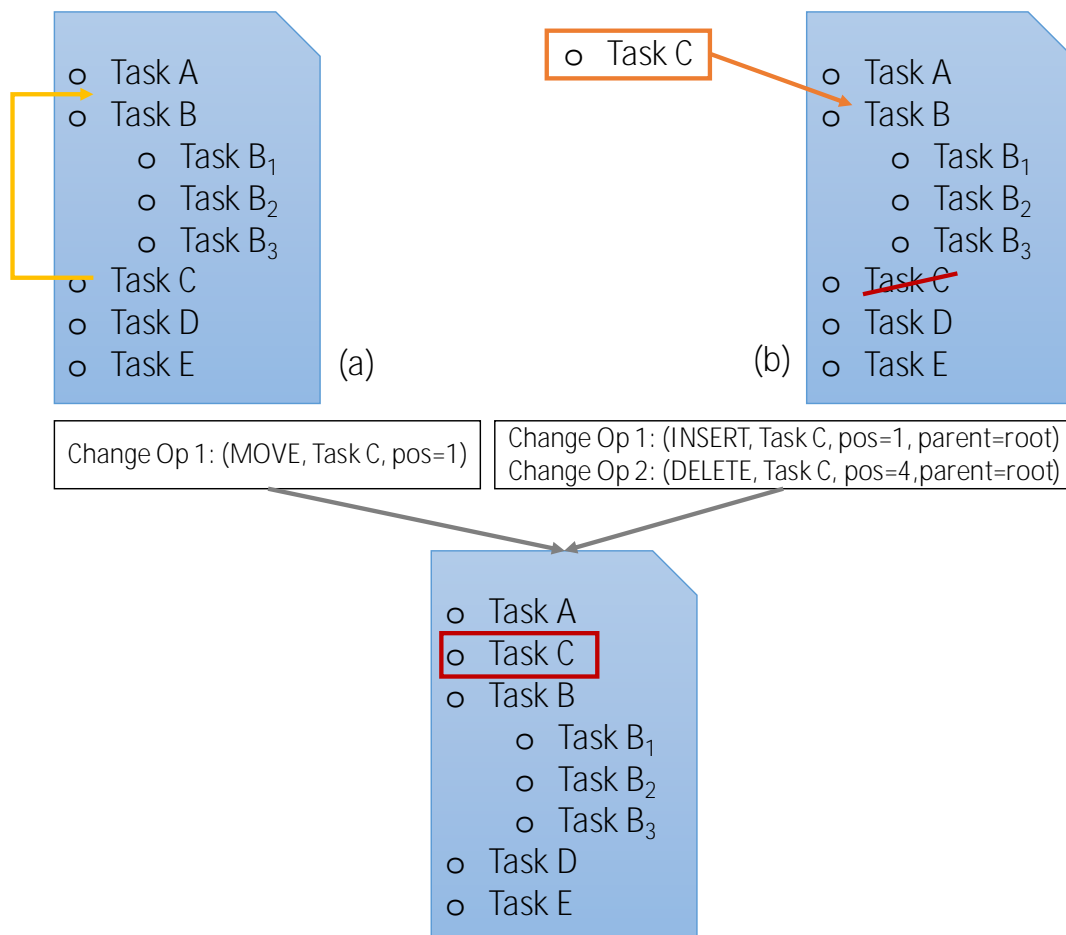 o Task A
o Task B
o Task B₁
o Task B₂
o Task B₃
o Task C
o Task D
o Task E
(a)
o Task C
o Task A
o Task B
o Task B₁
o Task B₂
o Task B₃
o Task C
o Task D
o Task E
(b)
Change Op 1: (MOVE, Task C, pos=1)
Change Op 1: (INSERT, Task C, pos=1, parent=root)
Change Op 2: (DELETE, Task C, pos=4,parent=root)
o Task A
o Task C
o Task B
o Task B₁
o Task B₂
o Task B₃
o Task D
o Task E